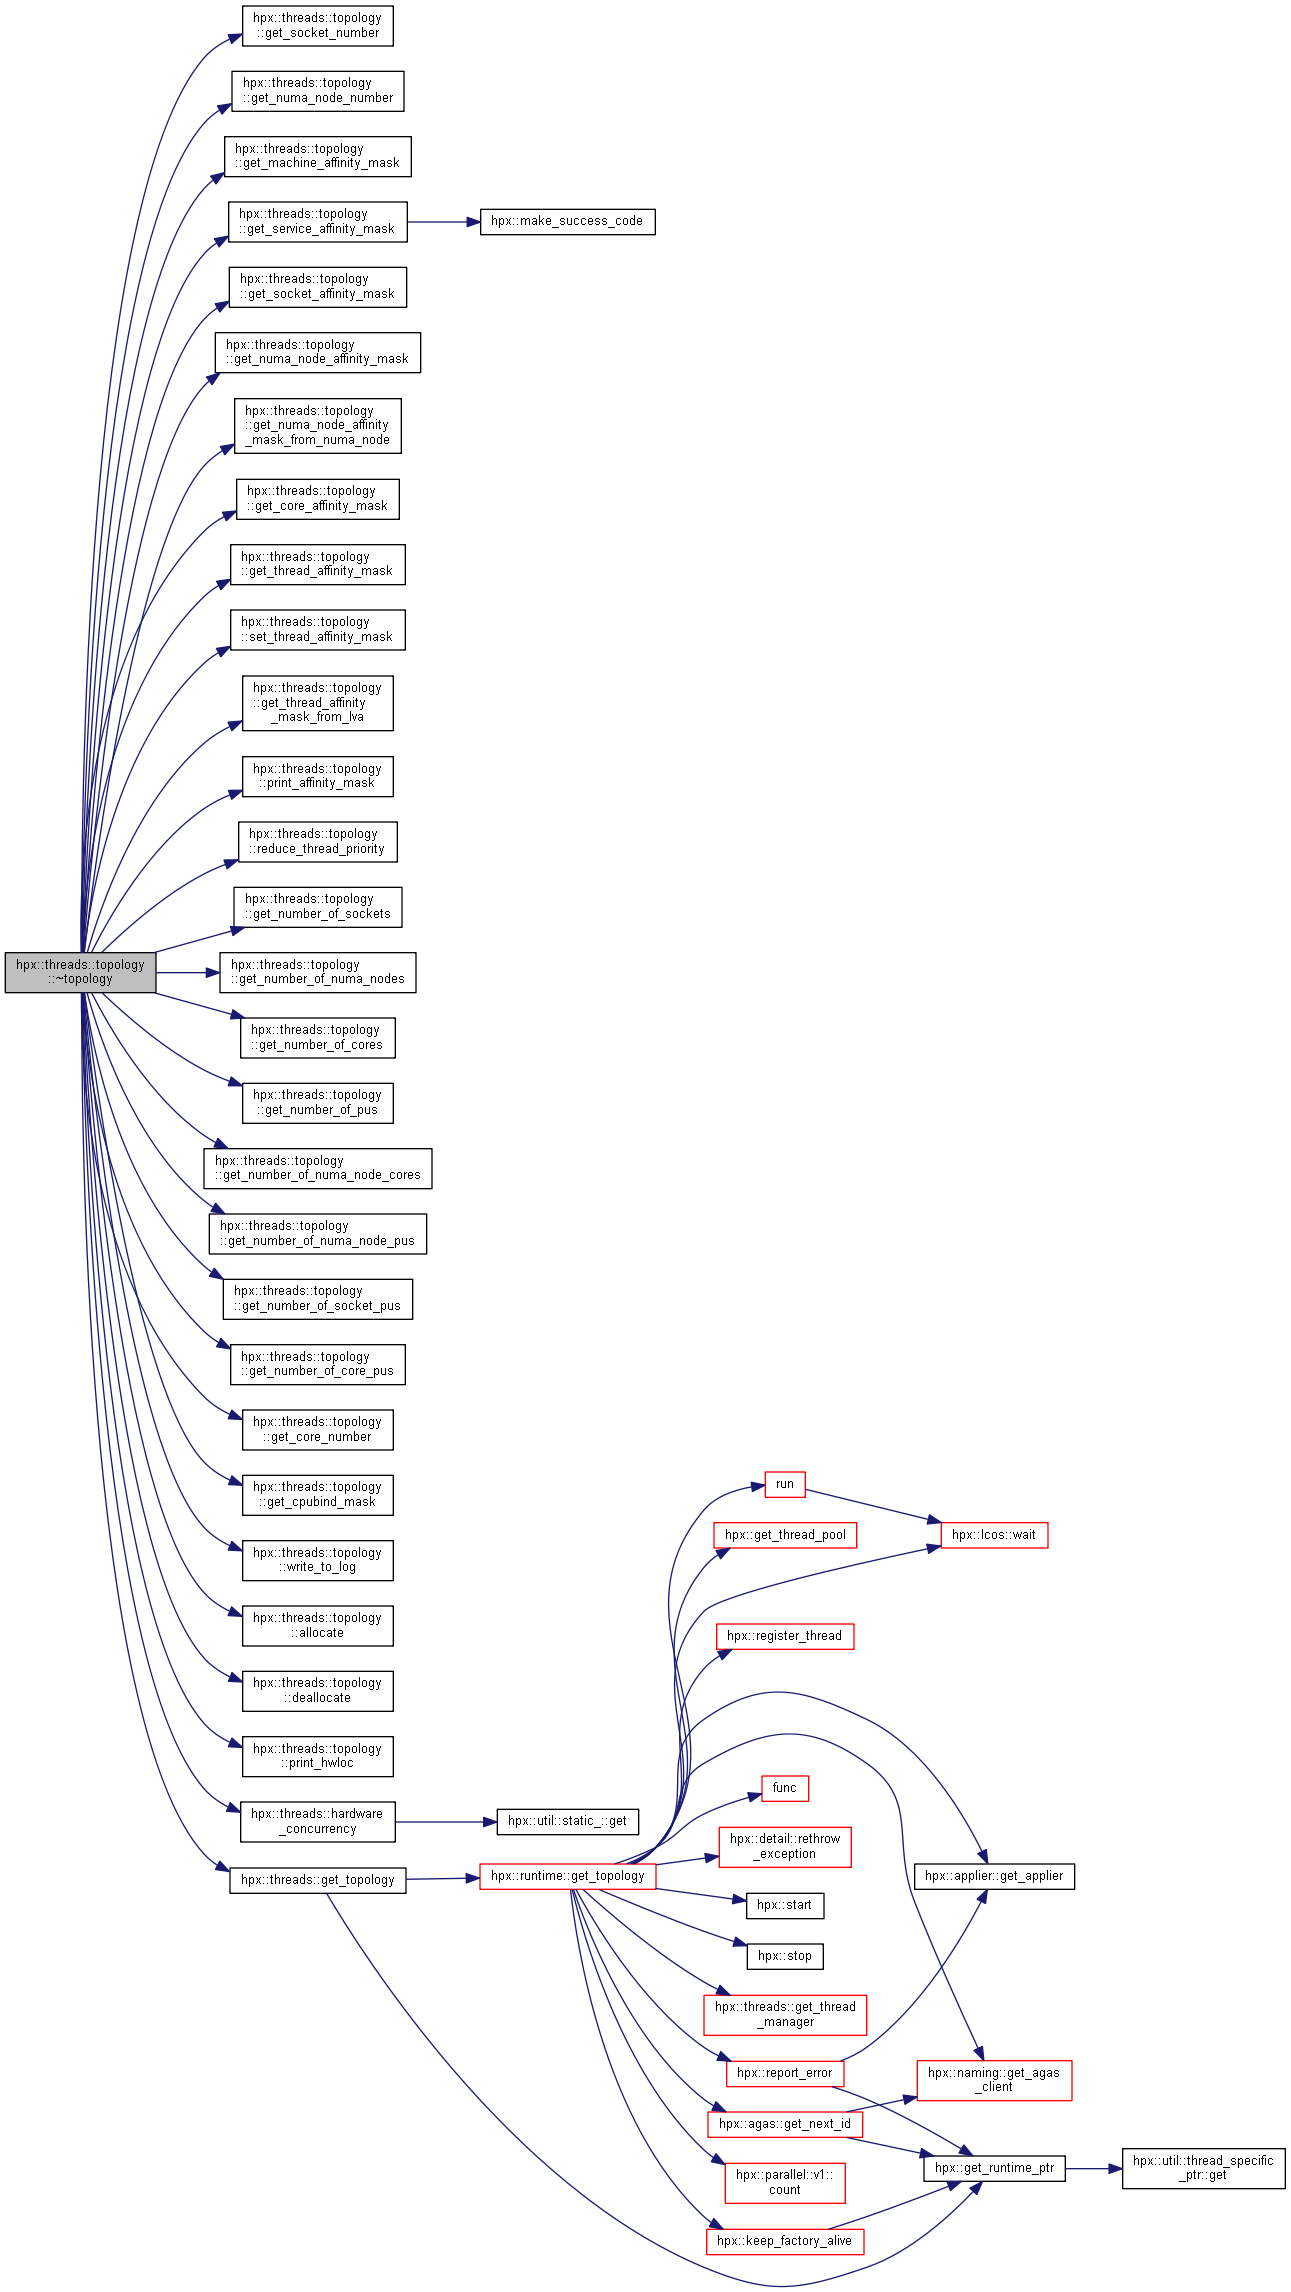 hpx::threads::topology
::get_socket_number
hpx::threads::topology
::get_numa_node_number
hpx::threads::topology
::get_machine_affinity_mask
hpx::threads::topology
::get_service_affinity_mask
hpx::make_success_code
hpx::threads::topology
::get_socket_affinity_mask
hpx::threads::topology
::get_numa_node_affinity_mask
hpx::threads::topology
::get_numa_node_affinity
_mask_from_numa_node
hpx::threads::topology
::get_core_affinity_mask
hpx::threads::topology
::get_thread_affinity_mask
hpx::threads::topology
::set_thread_affinity_mask
hpx::threads::topology
::get_thread_affinity
_mask_from_lva
hpx::threads::topology
::print_affinity_mask
hpx::threads::topology
::reduce_thread_priority
hpx::threads::topology
::get_number_of_sockets
hpx::threads::topology
::~topology
hpx::threads::topology
::get_number_of_numa_nodes
hpx::threads::topology
::get_number_of_cores
hpx::threads::topology
::get_number_of_pus
hpx::threads::topology
::get_number_of_numa_node_cores
hpx::threads::topology
::get_number_of_numa_node_pus
hpx::threads::topology
::get_number_of_socket_pus
hpx::threads::topology
::get_number_of_core_pus
hpx::threads::topology
::get_core_number
hpx::threads::topology
::get_cpubind_mask
hpx::threads::topology
::write_to_log
hpx::threads::topology
::allocate
hpx::threads::topology
::deallocate
hpx::threads::topology
::print_hwloc
hpx::threads::hardware
_concurrency
hpx::util::static_::get
hpx::threads::get_topology
hpx::runtime::get_topology
run
hpx::get_thread_pool
hpx::lcos::wait
hpx::register_thread
func
hpx::detail::rethrow
_exception
hpx::start
hpx::applier::get_applier
hpx::stop
hpx::threads::get_thread
_manager
hpx::report_error
hpx::naming::get_agas
_client
hpx::agas::get_next_id
hpx::get_runtime_ptr
hpx::util::thread_specific
_ptr::get
hpx::parallel::v1::
count
hpx::keep_factory_alive